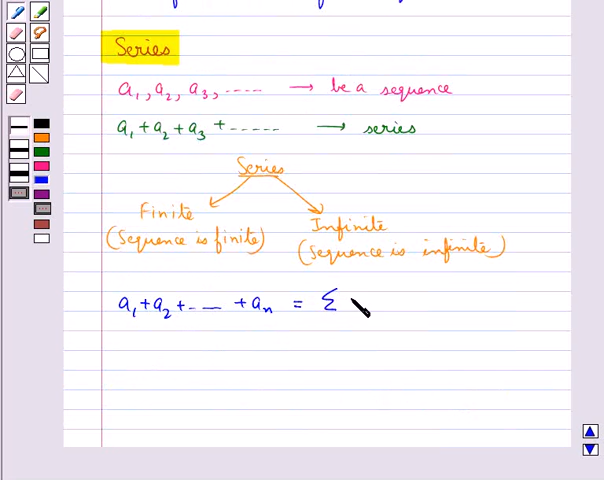 Series
a₁, a₂, a₃, ----- → be a sequence
a₁ + a₂ + a₃ + ------ → series
Series
Finite Infinite
(Sequence is finite) (Sequence is infinite)
a₁ + a₂ + --- + aₙ = Σ